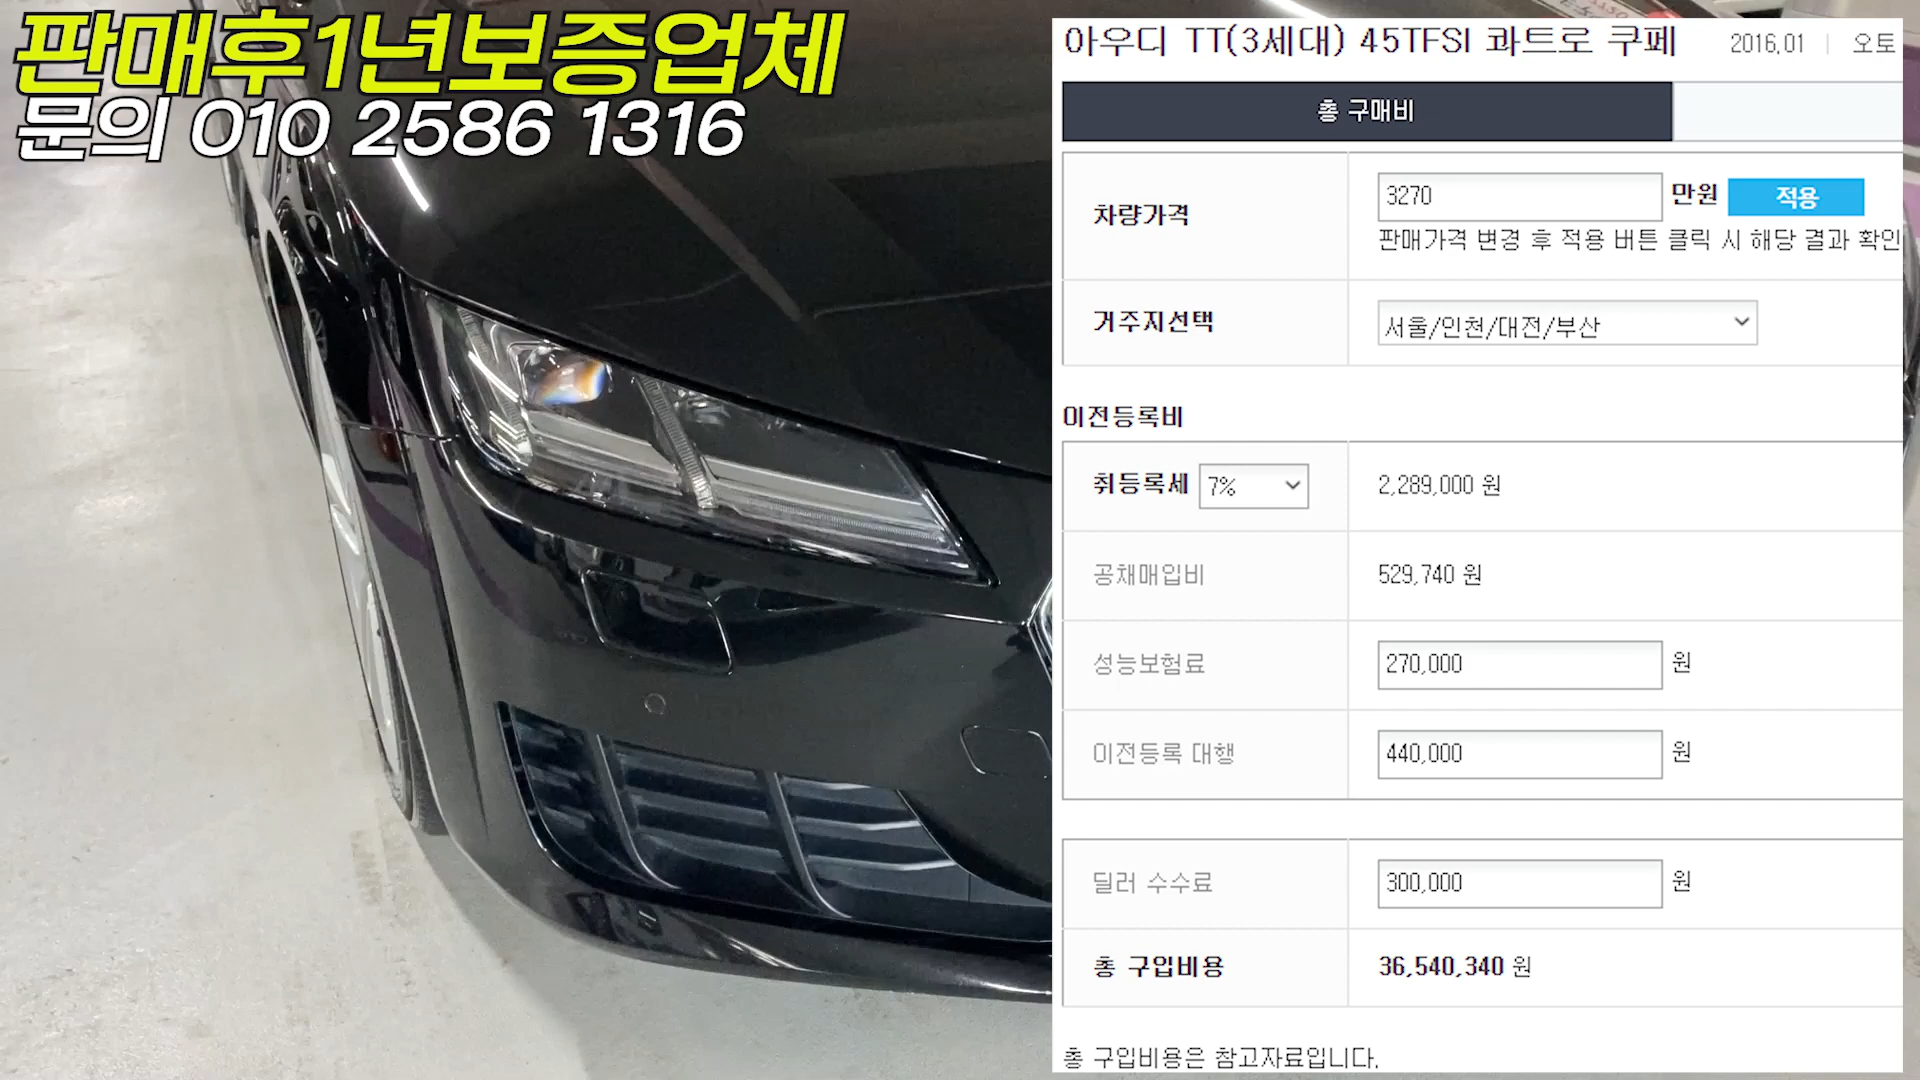 판매후1년보증업체
문의 010 2586 1316
아우디 TT(3세대) 45TFSI 콰트로 쿠페 2016.01 | 오토
총 구매비
차량가격 3270 만원 적용
판매가격 변경 후 적용 버튼 클릭 시 해당 결과 확인
거주지선택 서울/인천/대전/부산
이전등록비
취등록세 7% 2,289,000 원
공채매입비 529,740 원
성능보험료 270,000 원
이전등록 대행 440,000 원
딜러 수수료 300,000 원
총 구입비용 36,540,340 원
총 구입비용은 참고자료입니다.